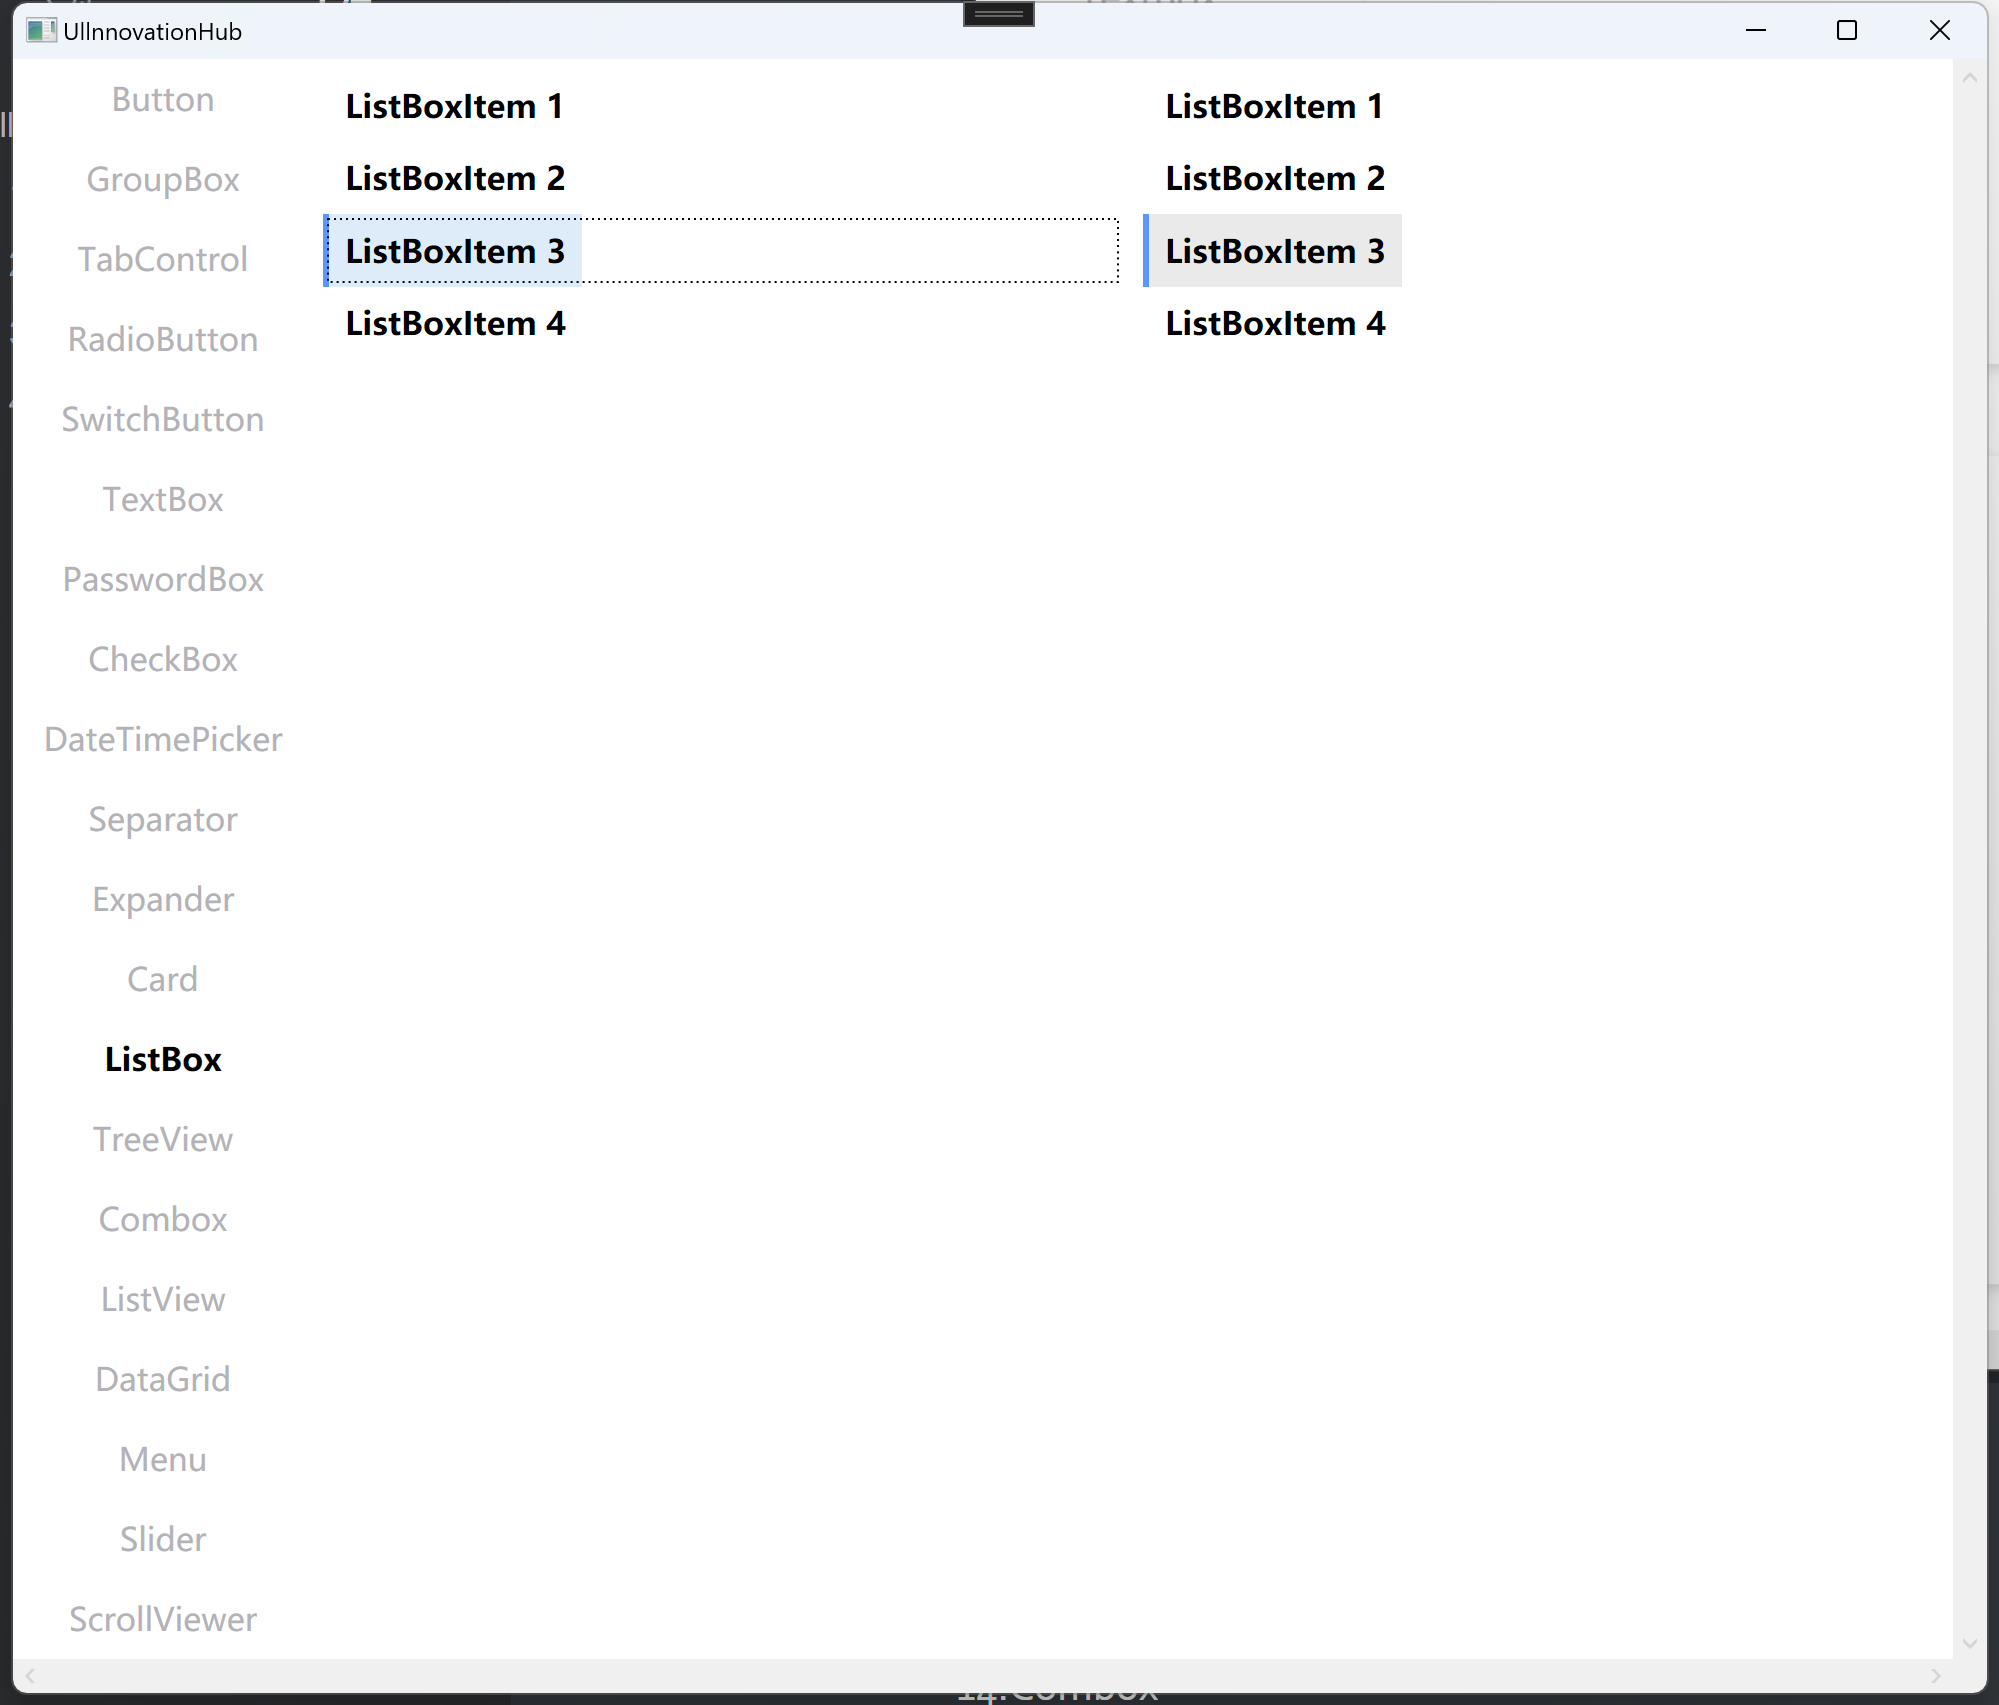 UIInnovationHub
Button
GroupBox
TabControl
RadioButton
SwitchButton
TextBox
PasswordBox
CheckBox
DateTimePicker
Separator
Expander
Card
ListBox
TreeView
Combox
ListView
DataGrid
Menu
Slider
ScrollViewer
ListBoxItem 1
ListBoxItem 2
ListBoxItem 3
ListBoxItem 4
ListBoxItem 1
ListBoxItem 2
ListBoxItem 3
ListBoxItem 4
14.Combox